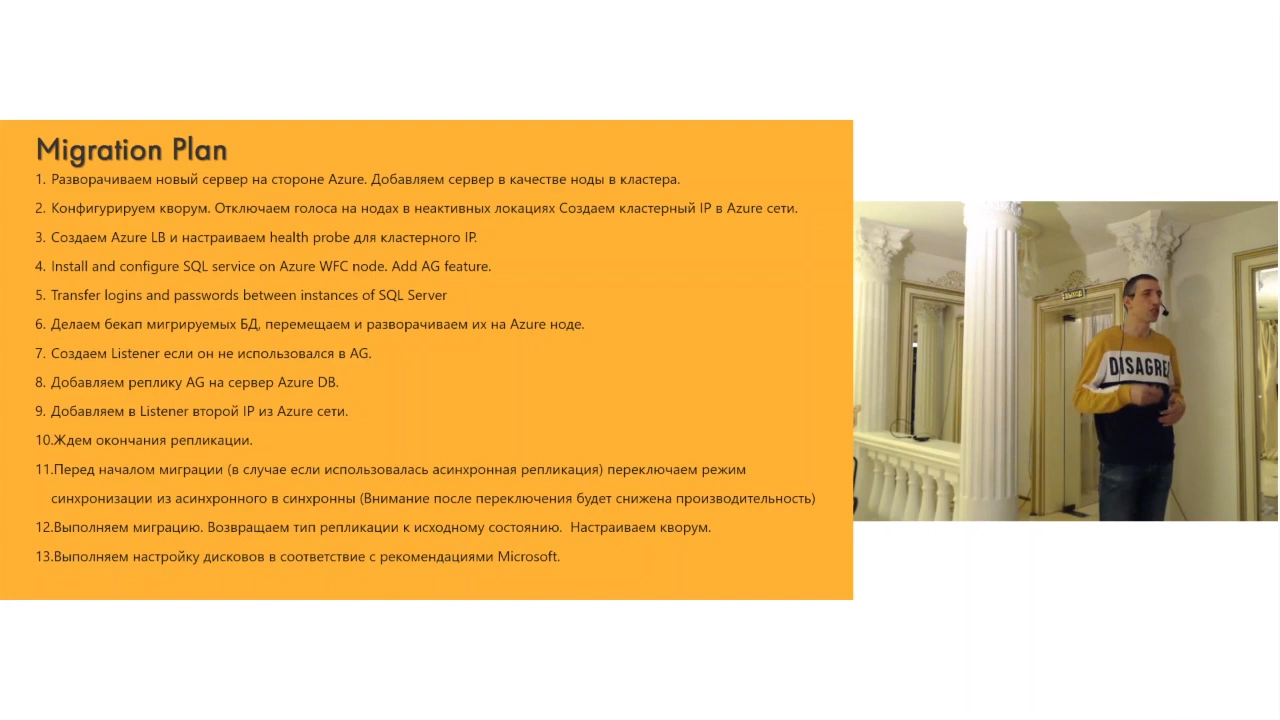 Migration Plan
1. Разворачиваем новый сервер на стороне Azure. Добавляем сервер в качестве ноды в кластера.
2. Конфигурируем кворум. Отключаем голоса на нодах в неактивных локациях Создаем кластерный IP в Azure сети.
3. Создаем Azure LB и настраиваем health probe для кластерного IP.
4. Install and configure SQL service on Azure WFC node. Add AG feature.
5. Transfer logins and passwords between instances of SQL Server
6. Делаем бекап мигрируемых БД, перемещаем и разворачиваем их на Azure ноде.
7. Создаем Listener если он не использовался в AG.
8. Добавляем реплику AG на сервер Azure DB.
9. Добавляем в Listener второй IP из Azure сети.
10.Ждем окончания репликации.
11.Перед началом миграции (в случае если использовалась асинхронная репликация) переключаем режим
синхронизации из асинхронного в синхронны (Внимание после переключения будет снижена производительность)
12.Выполняем миграцию. Возвращаем тип репликации к исходному состоянию. Настраиваем кворум.
13.Выполняем настройку дисковов в соответствие с рекомендациями Microsoft.
ВЫХОД
DISAGRE